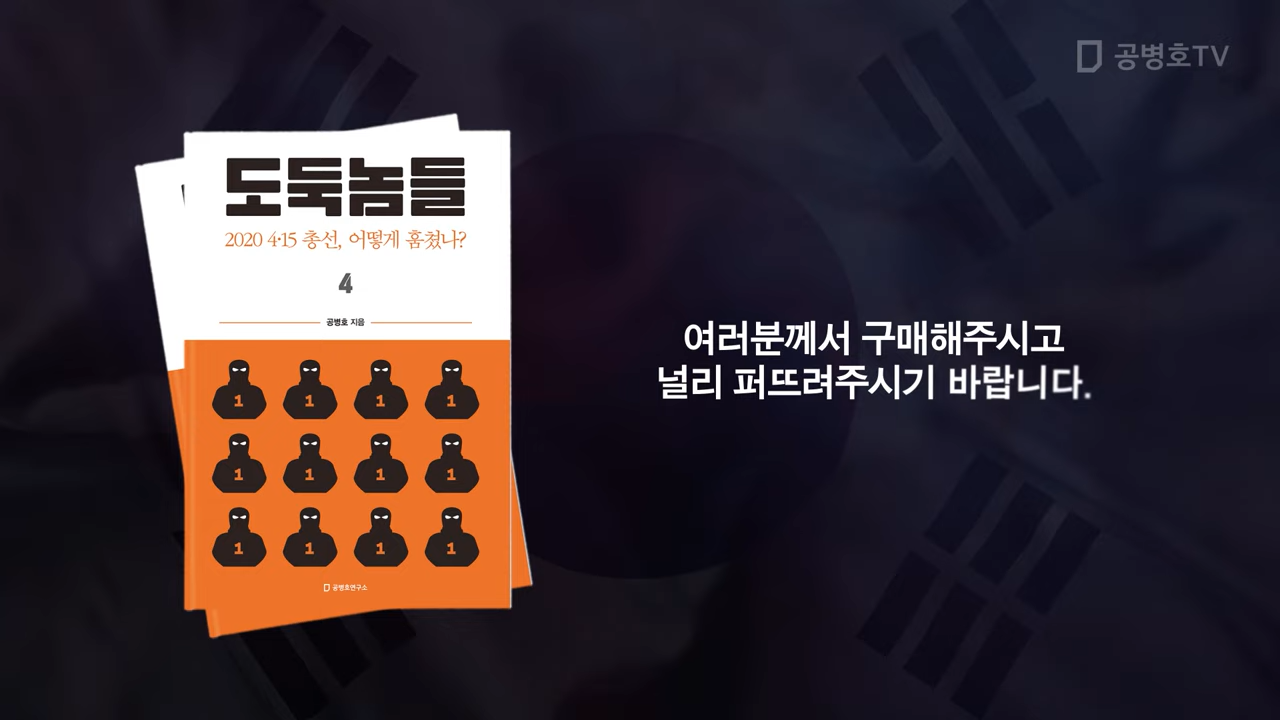 공병호TV
도둑놈들
2020 4·15 총선, 어떻게 훔쳤나?
4
공병호 지음
1 1 1 1
1 1 1 1
1 1 1 1
공병호연구소
여러분께서 구매해주시고
널리 퍼뜨려주시기 바랍니다.